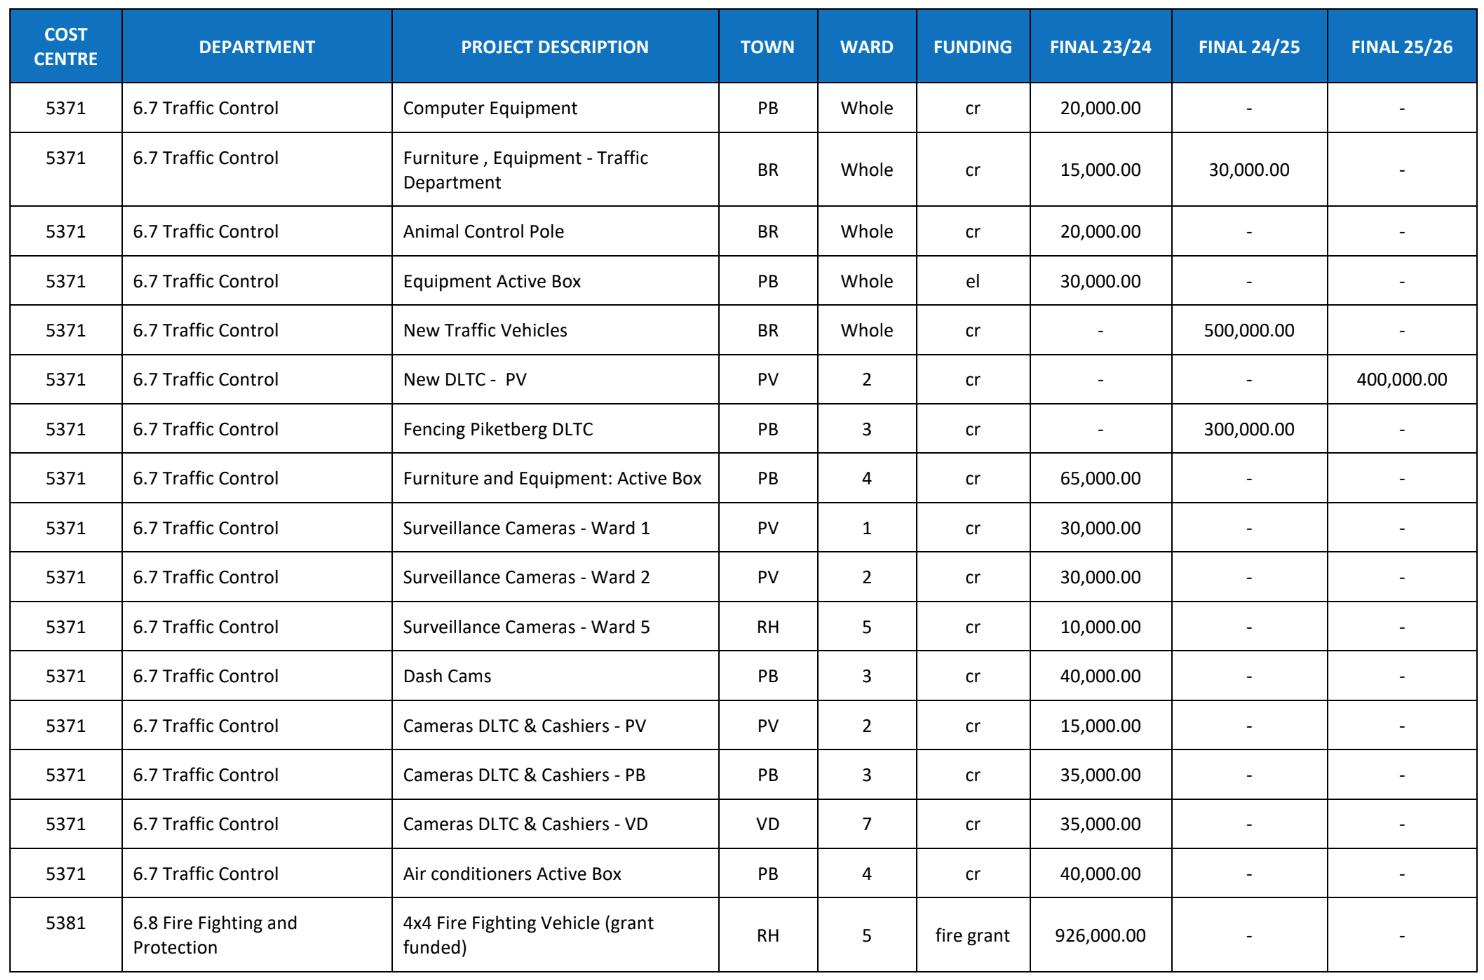 COST CENTRE | DEPARTMENT | PROJECT DESCRIPTION | TOWN | WARD | FUNDING | FINAL 23/24 | FINAL 24/25 | FINAL 25/26
5371 | 6.7 Traffic Control | Computer Equipment | PB | Whole | cr | 20,000.00 | - | -
5371 | 6.7 Traffic Control | Furniture , Equipment - Traffic Department | BR | Whole | cr | 15,000.00 | 30,000.00 | -
5371 | 6.7 Traffic Control | Animal Control Pole | BR | Whole | cr | 20,000.00 | - | -
5371 | 6.7 Traffic Control | Equipment Active Box | PB | Whole | el | 30,000.00 | - | -
5371 | 6.7 Traffic Control | New Traffic Vehicles | BR | Whole | cr | - | 500,000.00 | -
5371 | 6.7 Traffic Control | New DLTC - PV | PV | 2 | cr | - | - | 400,000.00
5371 | 6.7 Traffic Control | Fencing Piketberg DLTC | PB | 3 | cr | - | 300,000.00 | -
5371 | 6.7 Traffic Control | Furniture and Equipment: Active Box | PB | 4 | cr | 65,000.00 | - | -
5371 | 6.7 Traffic Control | Surveillance Cameras - Ward 1 | PV | 1 | cr | 30,000.00 | - | -
5371 | 6.7 Traffic Control | Surveillance Cameras - Ward 2 | PV | 2 | cr | 30,000.00 | - | -
5371 | 6.7 Traffic Control | Surveillance Cameras - Ward 5 | RH | 5 | cr | 10,000.00 | - | -
5371 | 6.7 Traffic Control | Dash Cams | PB | 3 | cr | 40,000.00 | - | -
5371 | 6.7 Traffic Control | Cameras DLTC & Cashiers - PV | PV | 2 | cr | 15,000.00 | - | -
5371 | 6.7 Traffic Control | Cameras DLTC & Cashiers - PB | PB | 3 | cr | 35,000.00 | - | -
5371 | 6.7 Traffic Control | Cameras DLTC & Cashiers - VD | VD | 7 | cr | 35,000.00 | - | -
5371 | 6.7 Traffic Control | Air conditioners Active Box | PB | 4 | cr | 40,000.00 | - | -
5381 | 6.8 Fire Fighting and Protection | 4x4 Fire Fighting Vehicle (grant funded) | RH | 5 | fire grant | 926,000.00 | - | -